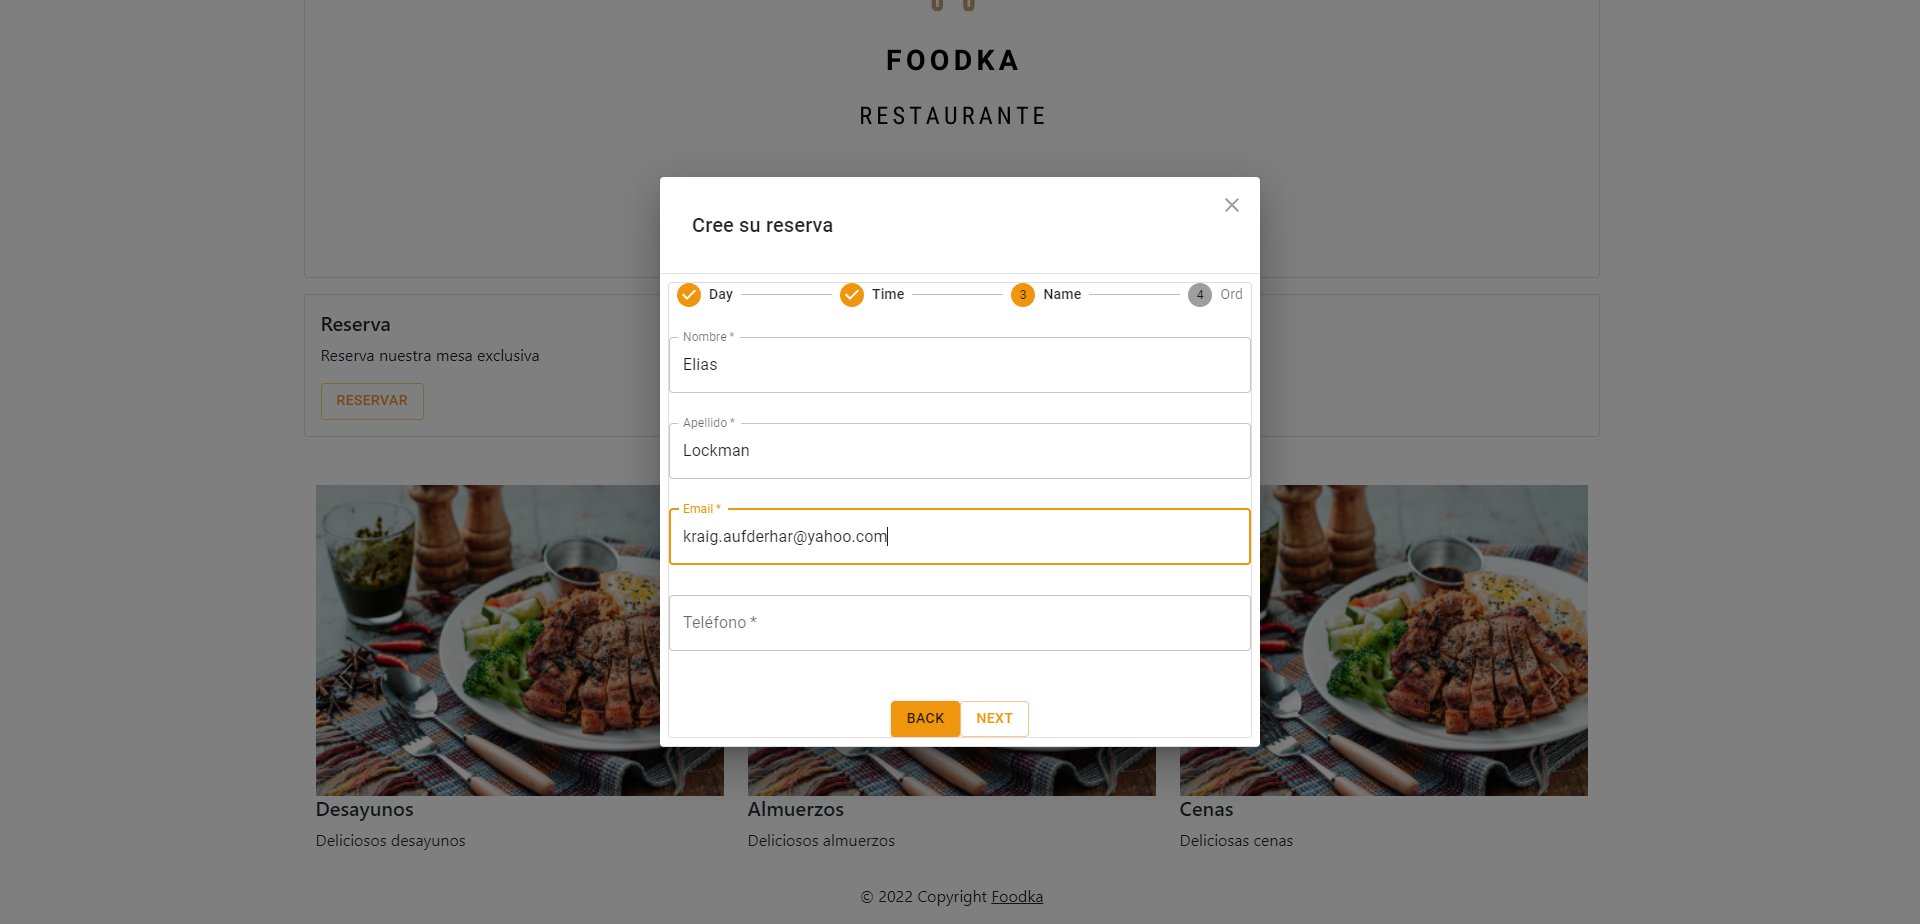 FOODKA
RESTAURANTE
Cree su reserva
Day
Time
3 Name
4 Ord
Reserva
Reserva nuestra mesa exclusiva
RESERVAR
Nombre *
Elias
Apellido *
Lockman
Email *
kraig.aufderhar@yahoo.com
Teléfono *
BACK NEXT
Desayunos
Deliciosos desayunos
Almuerzos
Deliciosos almuerzos
Cenas
Deliciosas cenas
© 2022 Copyright Foodka